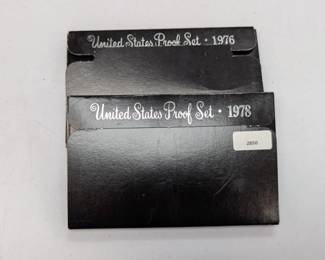 United States Proof Set · 1976
United States Proof Set · 1978
2856